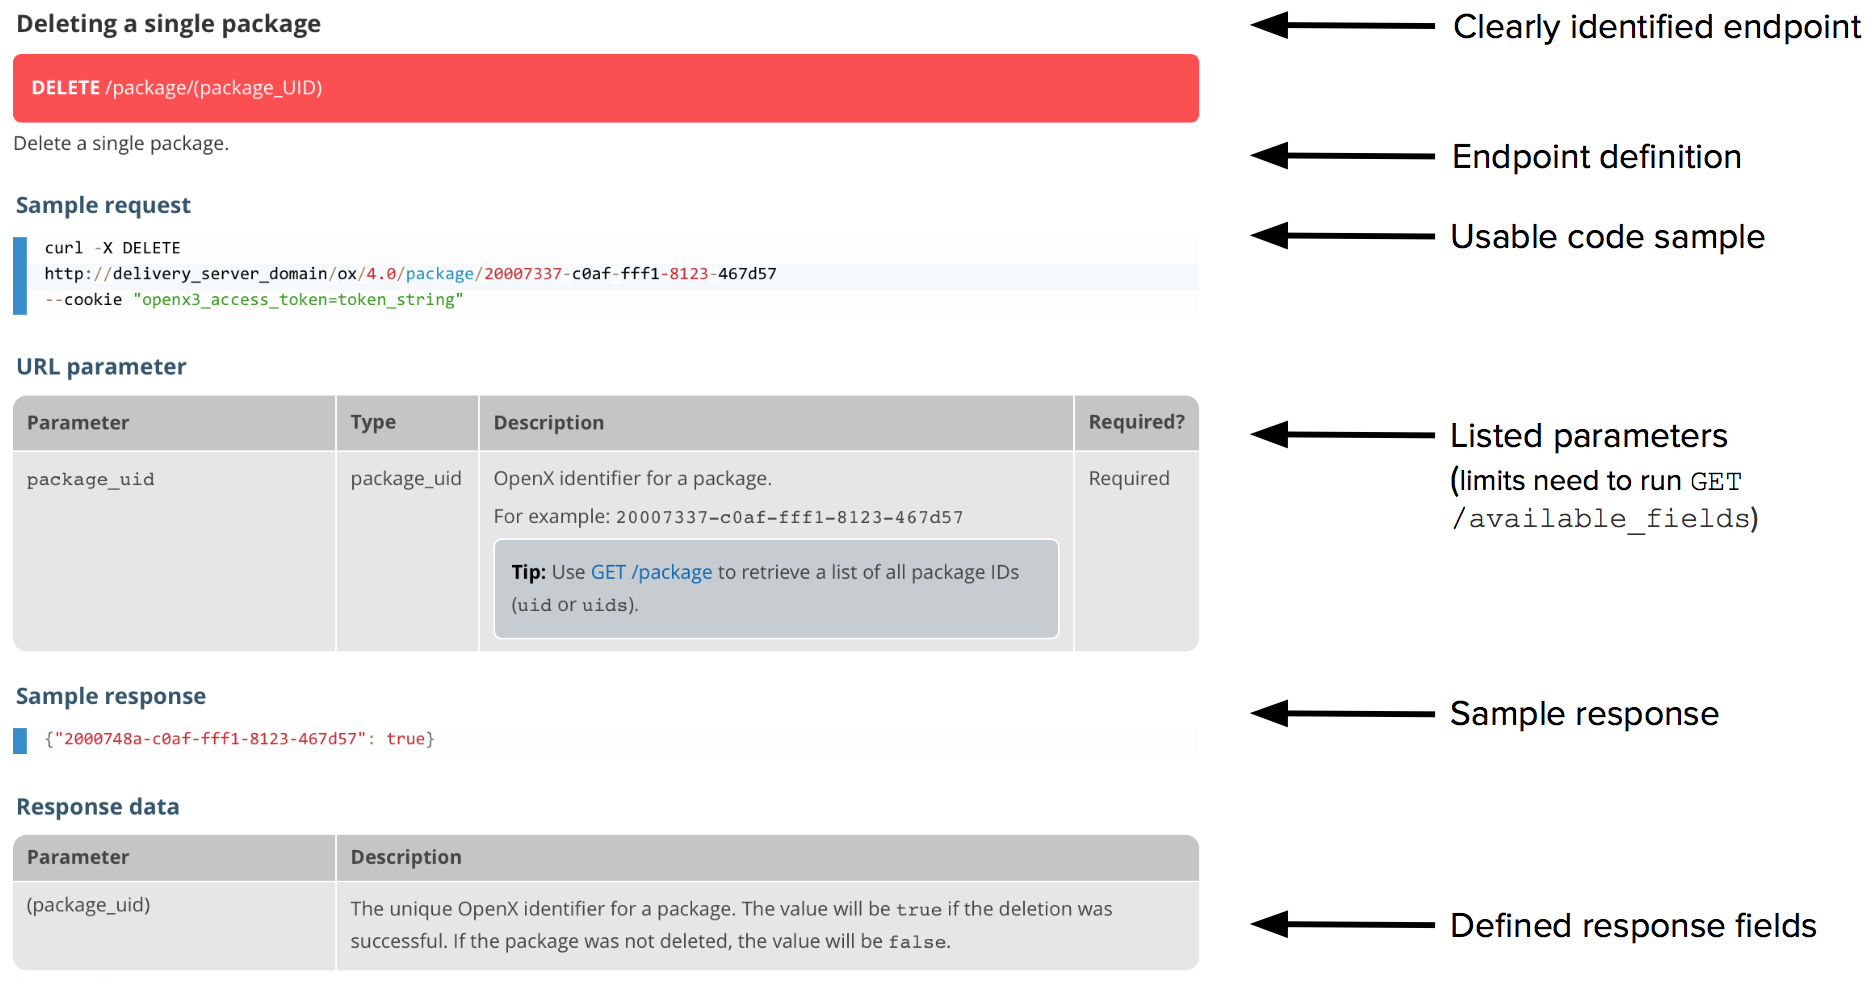 Deleting a single package
Clearly identified endpoint
DELETE /package/(package_UID)
Delete a single package.
Endpoint definition
Sample request
Usable code sample
curl -X DELETE
http://delivery_server_domain/ox/4.0/package/20007337-c0af-fff1-8123-467d57
--cookie "openx3_access_token=token_string"
URL parameter
Parameter Type Description Required?
Listed parameters
(limits need to run GET
/available_fields)
package_uid package_uid OpenX identifier for a package. Required
For example: 20007337-c0af-fff1-8123-467d57
Tip: Use GET /package to retrieve a list of all package IDs
(uid or uids).
Sample response
Sample response
{"2000748a-c0af-fff1-8123-467d57": true}
Response data
Parameter Description
(package_uid) The unique OpenX identifier for a package. The value will be true if the deletion was
successful. If the package was not deleted, the value will be false.
Defined response fields